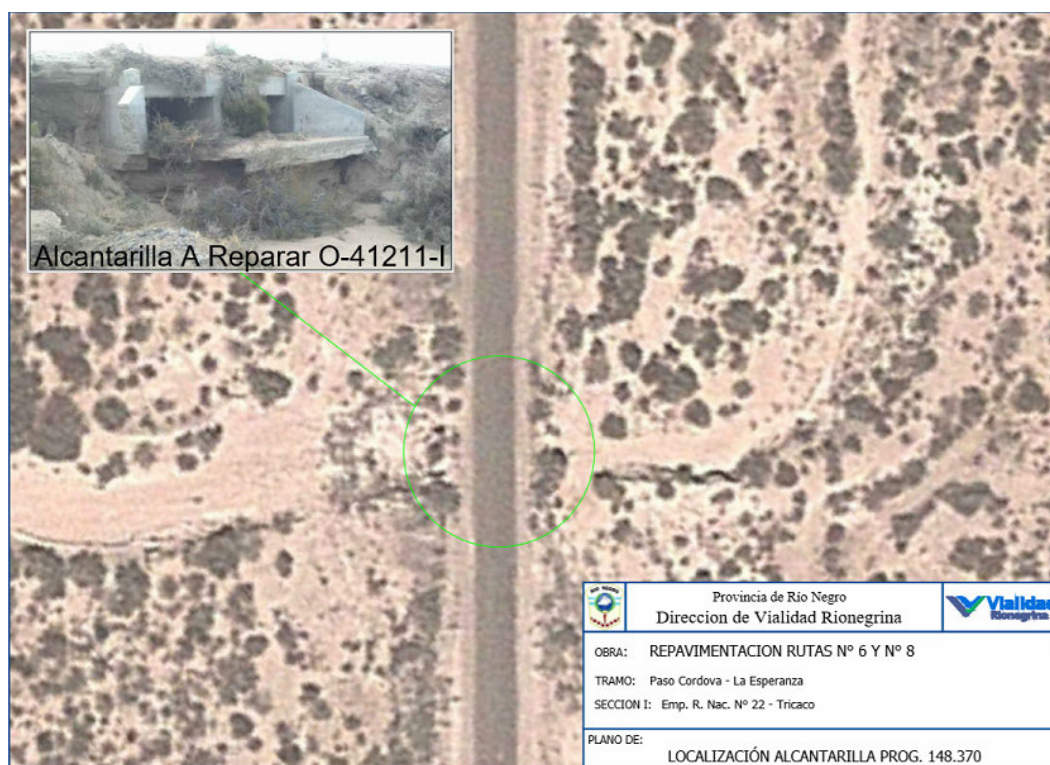 Alcantarilla A Reparar O-41211-I
RIO NEGRO
Provincia de Río Negro
Direccion de Vialidad Rionegrina
Vialidad
Rionegrina
OBRA: REPAVIMENTACION RUTAS Nº 6 Y Nº 8
TRAMO: Paso Cordova - La Esperanza
SECCION I: Emp. R. Nac. Nº 22 - Tricaco
PLANO DE:
LOCALIZACIÓN ALCANTARILLA PROG. 148.370